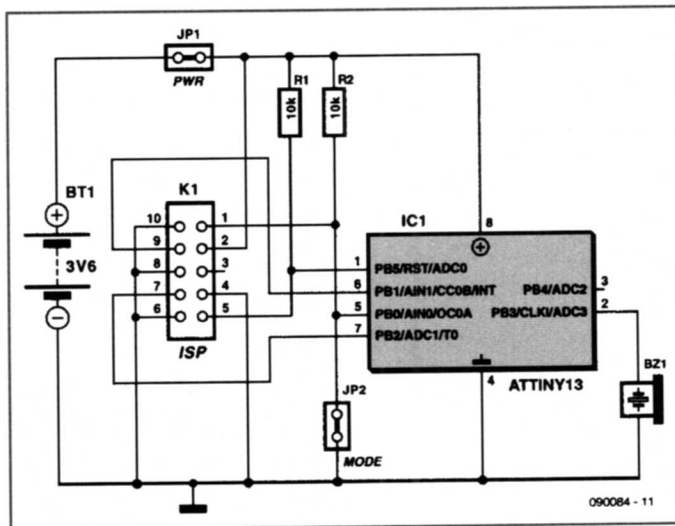 JP1
PWR
R1
R2
10k
10k
BT1
3V6
K1
10 1
9 2
8 3
7 4
6 5
ISP
IC1
8
1 PB5/RST/ADC0
6 PB1/AIN1/CC0B/INT
PB4/ADC2 3
5 PB0/AIN0/OC0A
PB3/CLKI/ADC3 2
7 PB2/ADC1/T0
4
ATTINY13
BZ1
JP2
MODE
090084 - 11